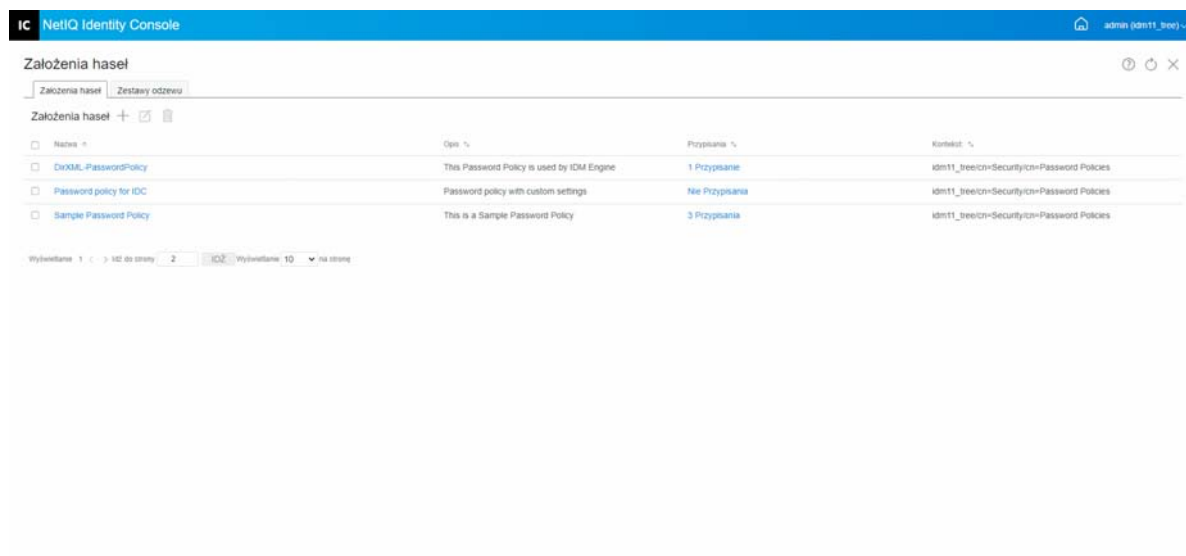 IC NetIQ Identity Console admin (idm11_tree)
Założenia haseł
Założenia haseł Zestawy odzewu
Założenia haseł
Nazwa Opis Przypisania Kontekst
DirXML-PasswordPolicy This Password Policy is used by IDM Engine 1 Przypisanie idm11_tree/cn=Security/cn=Password Policies
Password policy for IDC Password policy with custom settings Nie Przypisania idm11_tree/cn=Security/cn=Password Policies
Sample Password Policy This is a Sample Password Policy 3 Przypisania idm11_tree/cn=Security/cn=Password Policies
Wyświetlanie 1 < > Idź do strony 2 IDŹ Wyświetlanie 10 na stronę